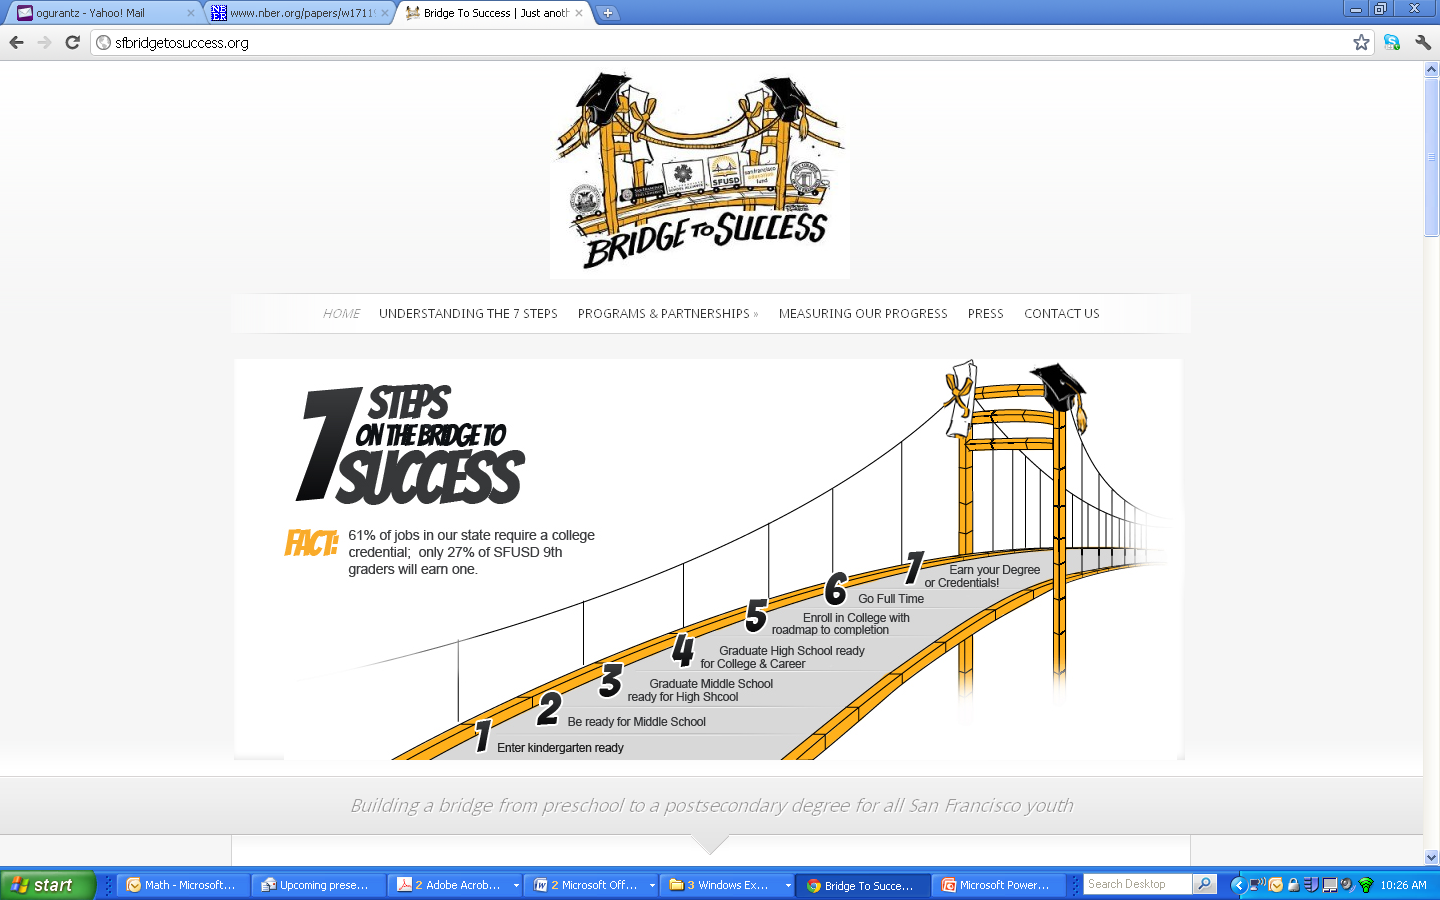 ogurantz - Yahoo! Mail
www.nber.org/papers/w1711
Bridge To Success | Just anoth
sfbridgetosuccess.org
SFUSD
san francisco
education
fund
BRIDGE TO SUCCESS
HOME UNDERSTANDING THE 7 STEPS PROGRAMS & PARTNERSHIPS » MEASURING OUR PROGRESS PRESS CONTACT US
7 STEPS
ON THE BRIDGE TO
SUCCESS
FACT: 61% of jobs in our state require a college
credential; only 27% of SFUSD 9th
graders will earn one.
7 Earn your Degree
or Credentials!
6 Go Full Time
5 Enroll in College with
roadmap to completion
4 Graduate High School ready
for College & Career
3 Graduate Middle School
ready for High Shcool
2 Be ready for Middle School
1 Enter kindergarten ready
Building a bridge from preschool to a postsecondary degree for all San Francisco youth
start Math - Microsoft... Upcoming prese... 2 Adobe Acrob... 2 Microsoft Off... 3 Windows Ex... Bridge To Succe... Microsoft Power... Search Desktop 10:26 AM